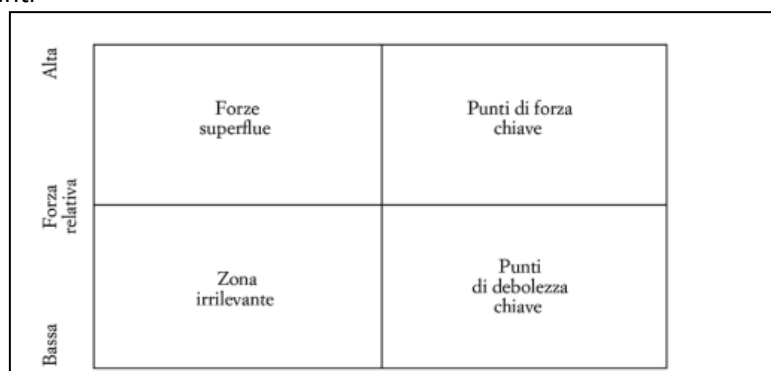 Alta
Forze
superflue
Punti di forza
chiave
Forza
relativa
Zona
irrilevante
Punti
di debolezza
chiave
Bassa